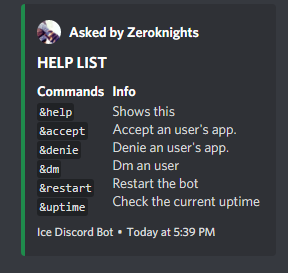 Asked by Zeroknights
HELP LIST
Commands Info
&help Shows this
&accept Accept an user's app.
&denie Denie an user's app.
&dm Dm an user
&restart Restart the bot
&uptime Check the current uptime
Ice Discord Bot • Today at 5:39 PM